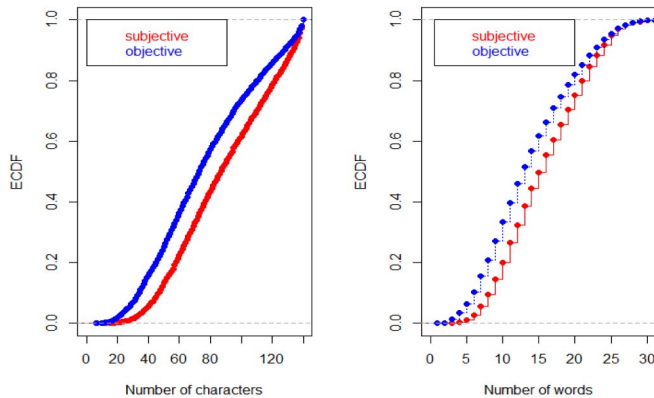 subjective
objective
ECDF
0.0 0.2 0.4 0.6 0.8 1.0
0 20 40 60 80 120
Number of characters
subjective
objective
ECDF
0.0 0.2 0.4 0.6 0.8 1.0
0 5 10 15 20 25 30
Number of words